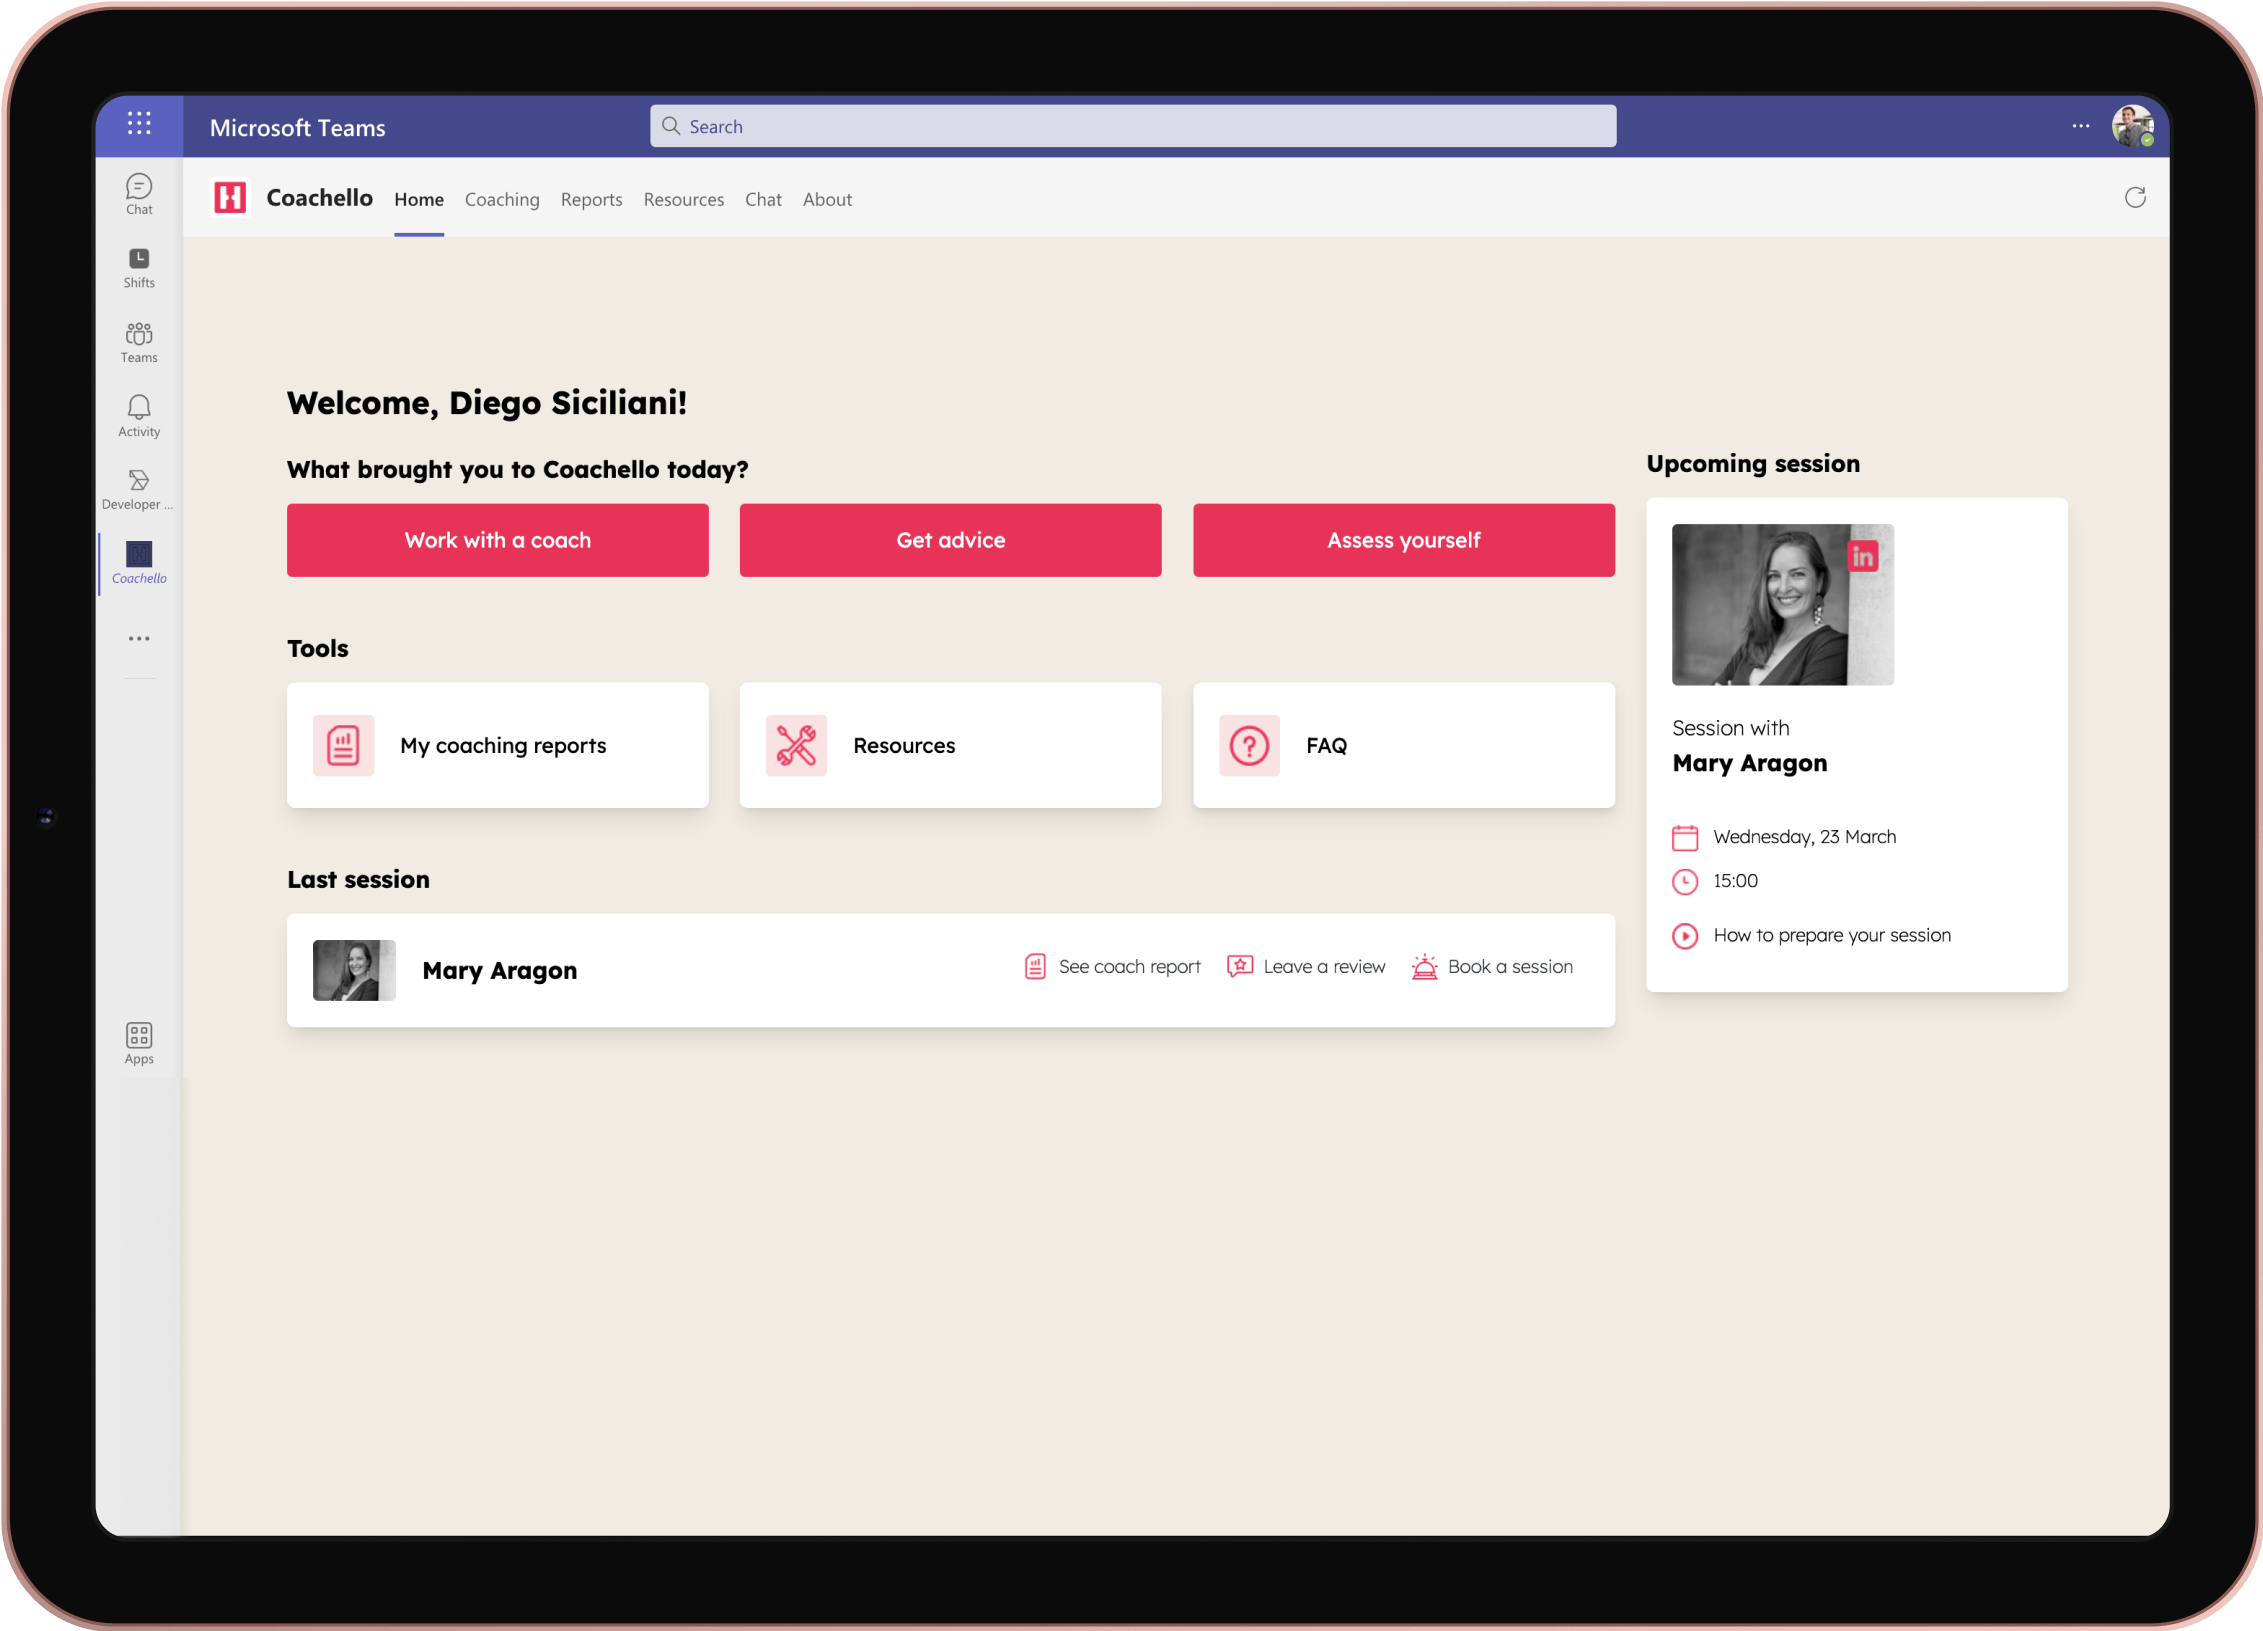 Microsoft Teams
Search
Chat
Shifts
Teams
Activity
Developer ...
Coachello
Apps
Coachello Home Coaching Reports Resources Chat About
Welcome, Diego Siciliani!
What brought you to Coachello today?
Work with a coach
Get advice
Assess yourself
Tools
My coaching reports
Resources
FAQ
Last session
Mary Aragon
See coach report
Leave a review
Book a session
Upcoming session
in
Session with
Mary Aragon
Wednesday, 23 March
15:00
How to prepare your session